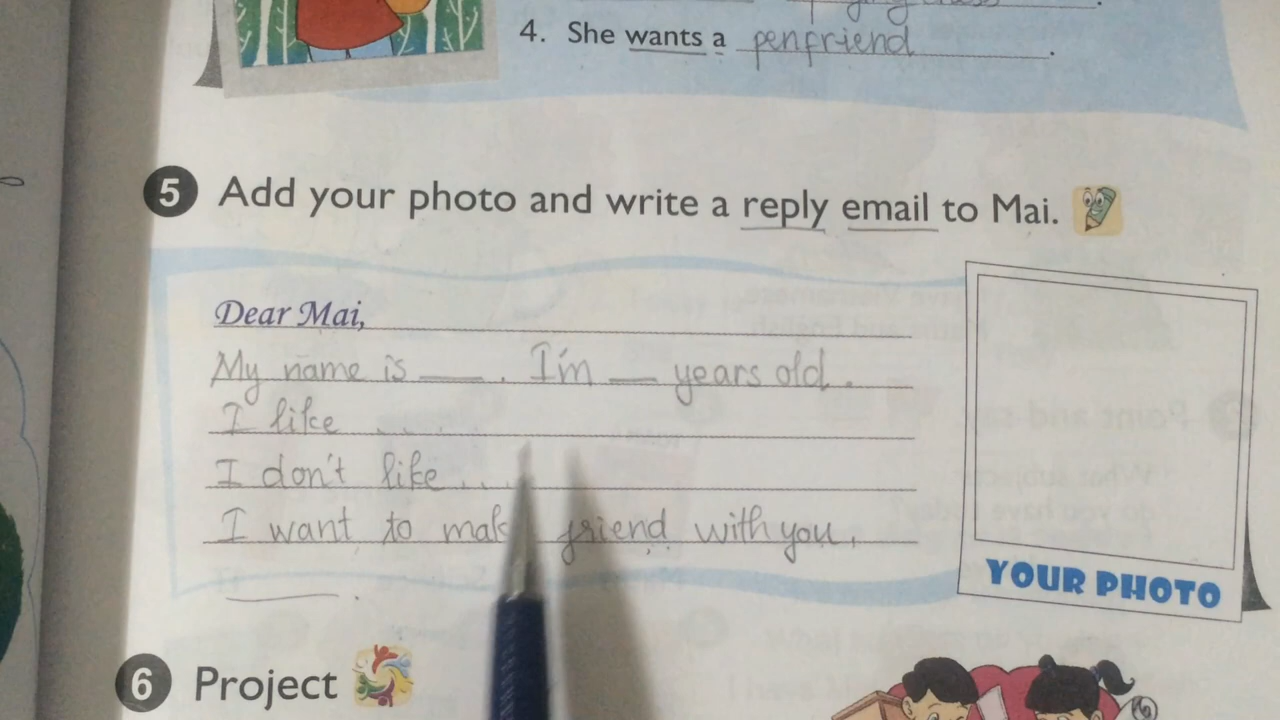 4. She wants a penfriend .
5 Add your photo and write a reply email to Mai.
Dear Mai,
My name is ___ . I'm ___ years old .
I like . . . .
I don't like . . .
I want to friend with you,
_____ .
YOUR PHOTO
6 Project